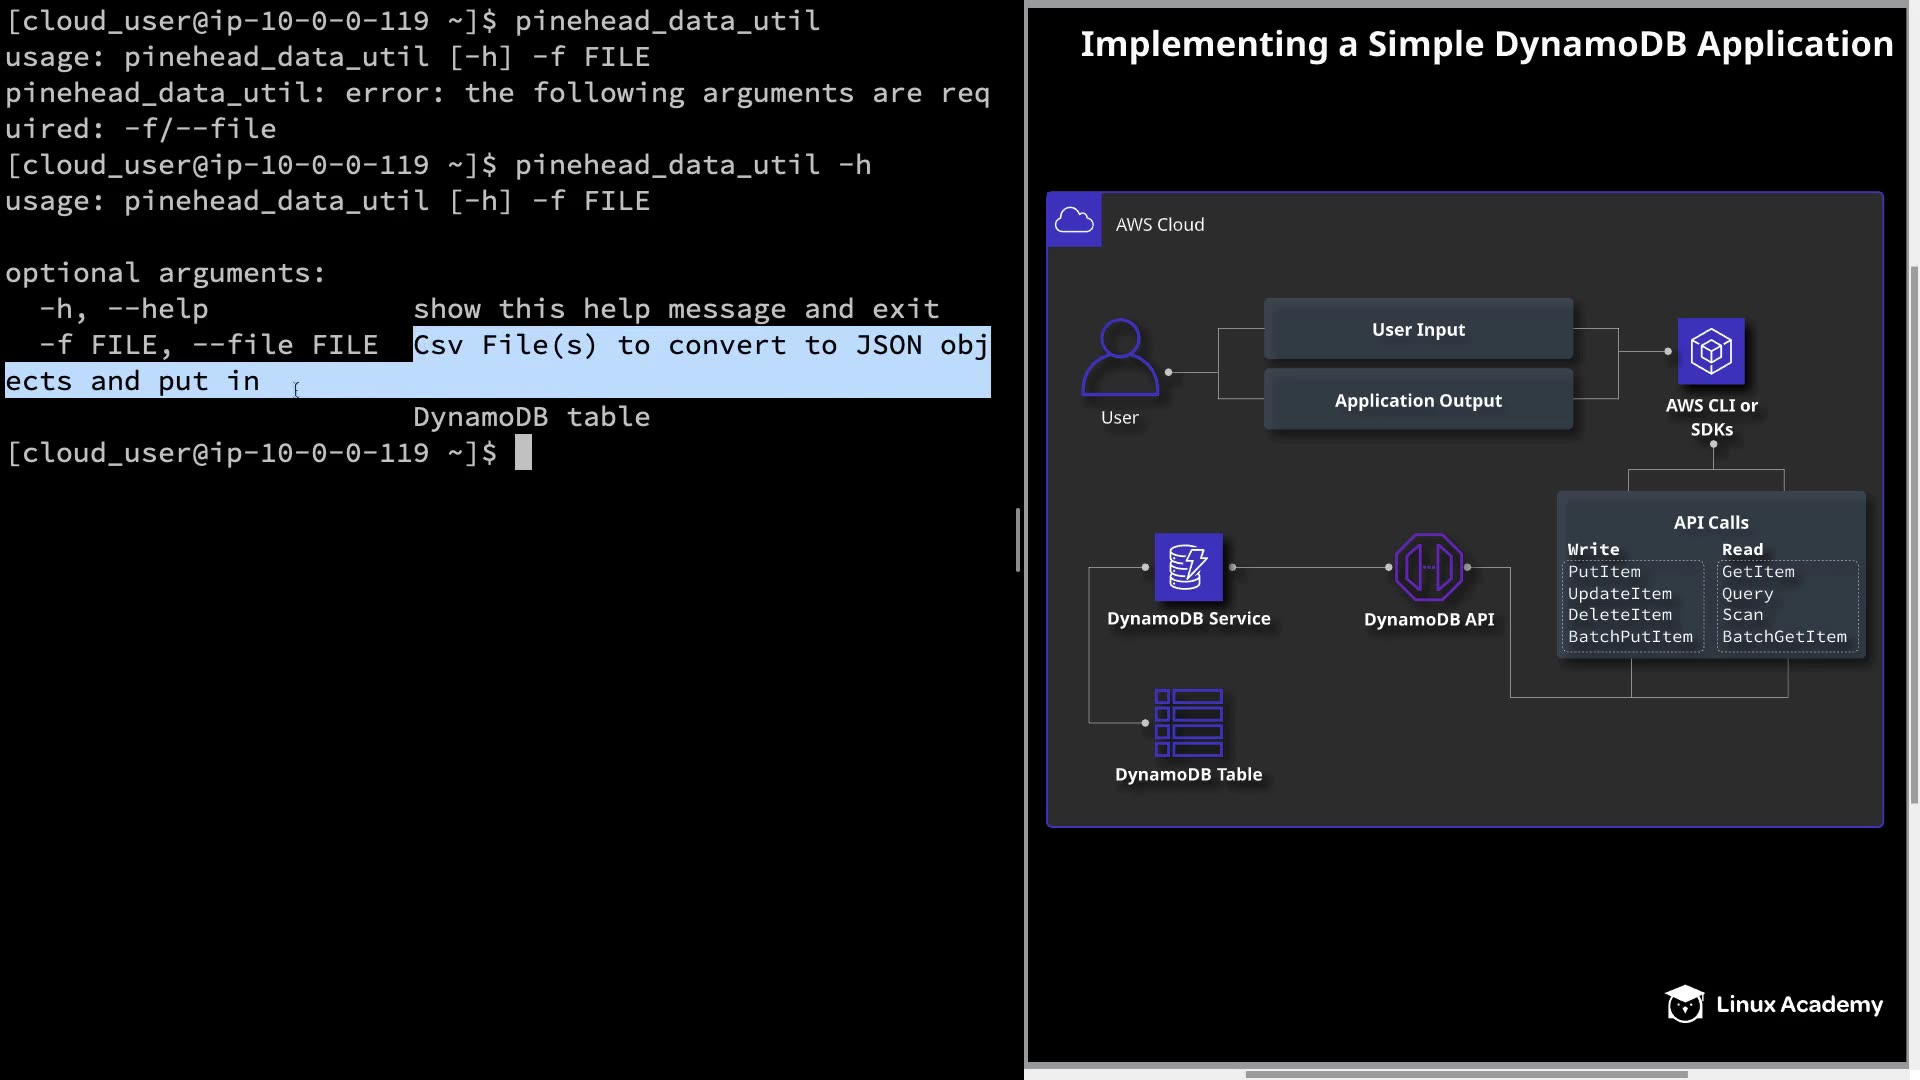 [cloud_user@ip-10-0-0-119 ~]$ pinehead_data_util
usage: pinehead_data_util [-h] -f FILE
pinehead_data_util: error: the following arguments are req
uired: -f/--file
[cloud_user@ip-10-0-0-119 ~]$ pinehead_data_util -h
usage: pinehead_data_util [-h] -f FILE
optional arguments:
-h, --help show this help message and exit
-f FILE, --file FILE Csv File(s) to convert to JSON obj
ects and put in
DynamoDB table
[cloud_user@ip-10-0-0-119 ~]$
Implementing a Simple DynamoDB Application
AWS Cloud
User Input
Application Output
User
AWS CLI or
SDKs
API Calls
Write
PutItem
UpdateItem
DeleteItem
BatchPutItem
Read
GetItem
Query
Scan
BatchGetItem
DynamoDB Service
DynamoDB API
DynamoDB Table
Linux Academy